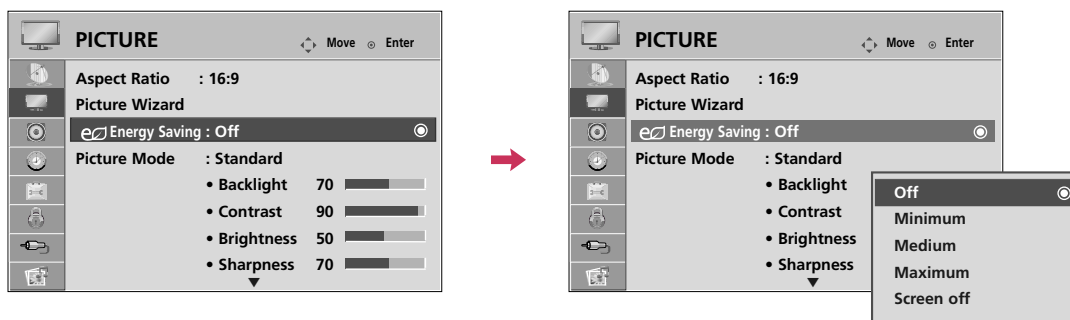 PICTURE
Move Enter
Aspect Ratio : 16:9
Picture Wizard
Energy Saving : Off
Picture Mode : Standard
• Backlight 70
• Contrast 90
• Brightness 50
• Sharpness 70
PICTURE
Move Enter
Aspect Ratio : 16:9
Picture Wizard
Energy Saving : Off
Picture Mode : Standard
• Backlight
• Contrast
• Brightness
• Sharpness
Off
Minimum
Medium
Maximum
Screen off